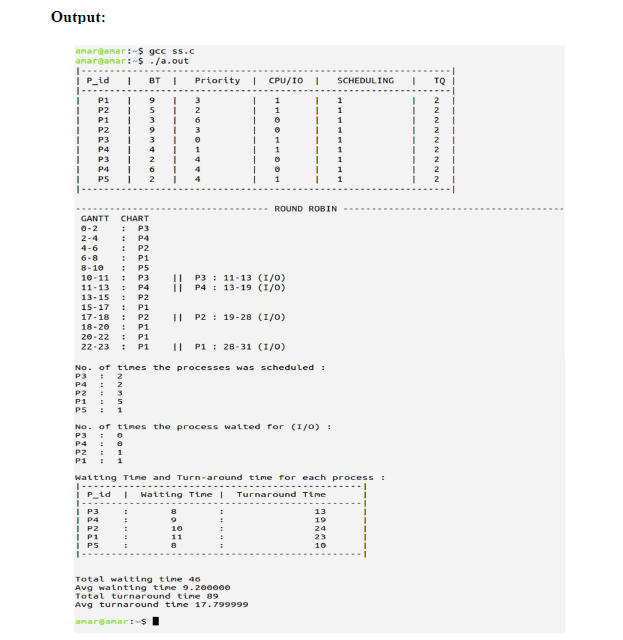 Output:
amar@amar:~$ gcc ss.c
amar@amar:~$ ./a.out
|---------------------------------------------------------|
| P_id | BT | Priority | CPU/IO | SCHEDULING | TQ |
|---------------------------------------------------------|
| P1 | 9 | 3 | 1 | 1 | 2 |
| P2 | 5 | 2 | 1 | 1 | 2 |
| P1 | 3 | 6 | 0 | 1 | 2 |
| P2 | 9 | 3 | 0 | 1 | 2 |
| P3 | 3 | 0 | 1 | 1 | 2 |
| P4 | 4 | 1 | 1 | 1 | 2 |
| P3 | 2 | 4 | 0 | 1 | 2 |
| P4 | 6 | 4 | 0 | 1 | 2 |
| P5 | 2 | 4 | 1 | 1 | 2 |
|---------------------------------------------------------|
------------------------------ ROUND ROBIN ----------------------------------
GANTT CHART
0-2 : P3
2-4 : P4
4-6 : P2
6-8 : P1
8-10 : P5
10-11 : P3 || P3 : 11-13 (I/O)
11-13 : P4 || P4 : 13-19 (I/O)
13-15 : P2
15-17 : P1
17-18 : P2 || P2 : 19-28 (I/O)
18-20 : P1
20-22 : P1
22-23 : P1 || P1 : 28-31 (I/O)
No. of times the processes was scheduled :
P3 : 2
P4 : 2
P2 : 3
P1 : 5
P5 : 1
No. of times the process waited for (I/O) :
P3 : 0
P4 : 0
P2 : 1
P1 : 1
Waiting Time and Turn-around time for each process :
|--------------------------------------------|
| P_id | Waiting Time | Turnaround Time |
|--------------------------------------------|
| P3 : 8 : 13 |
| P4 : 9 : 19 |
| P2 : 10 : 24 |
| P1 : 11 : 23 |
| P5 : 8 : 10 |
|--------------------------------------------|
Total waiting time 46
Avg wainting time 9.200000
Total turnaround time 89
Avg turnaround time 17.799999
amar@amar:~$